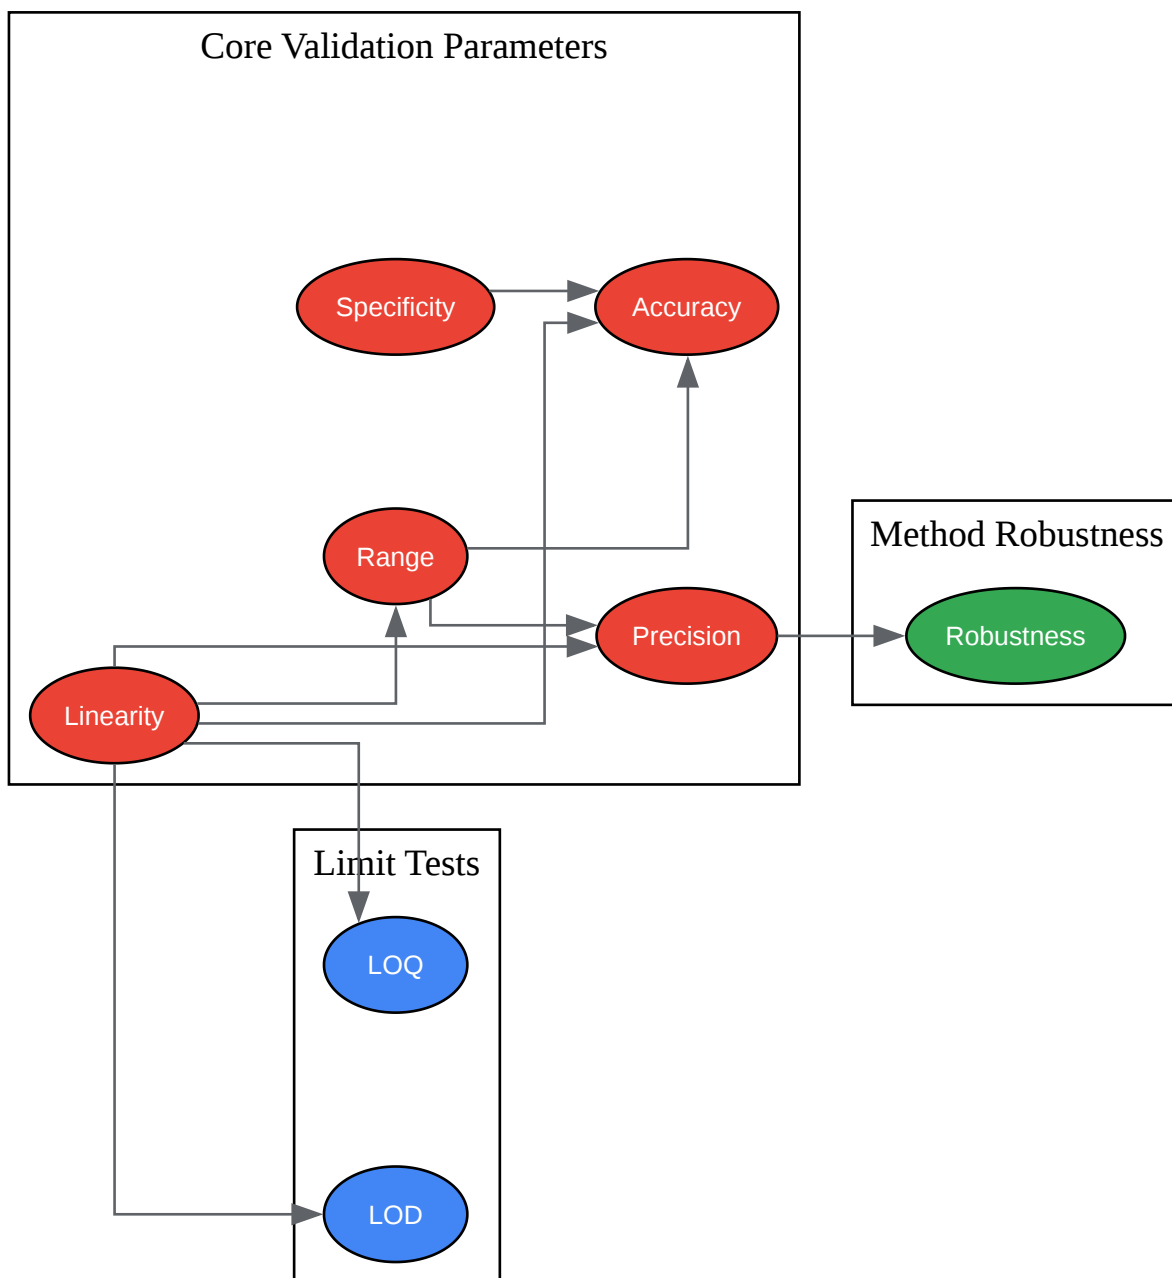 Core Validation Parameters
Specificity
Accuracy
Range
Method Robustness
Precision
Robustness
Linearity
Limit Tests
LOQ
LOD